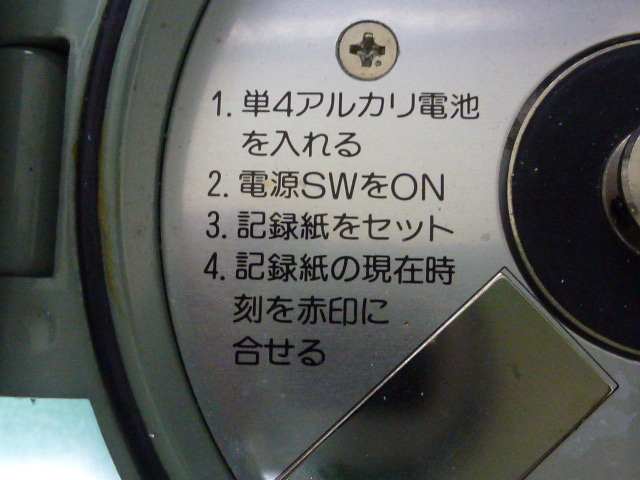 1. 単4アルカリ電池
を入れる
2. 電源SWをON
3. 記録紙をセット
4. 記録紙の現在時
刻を赤印に
合せる